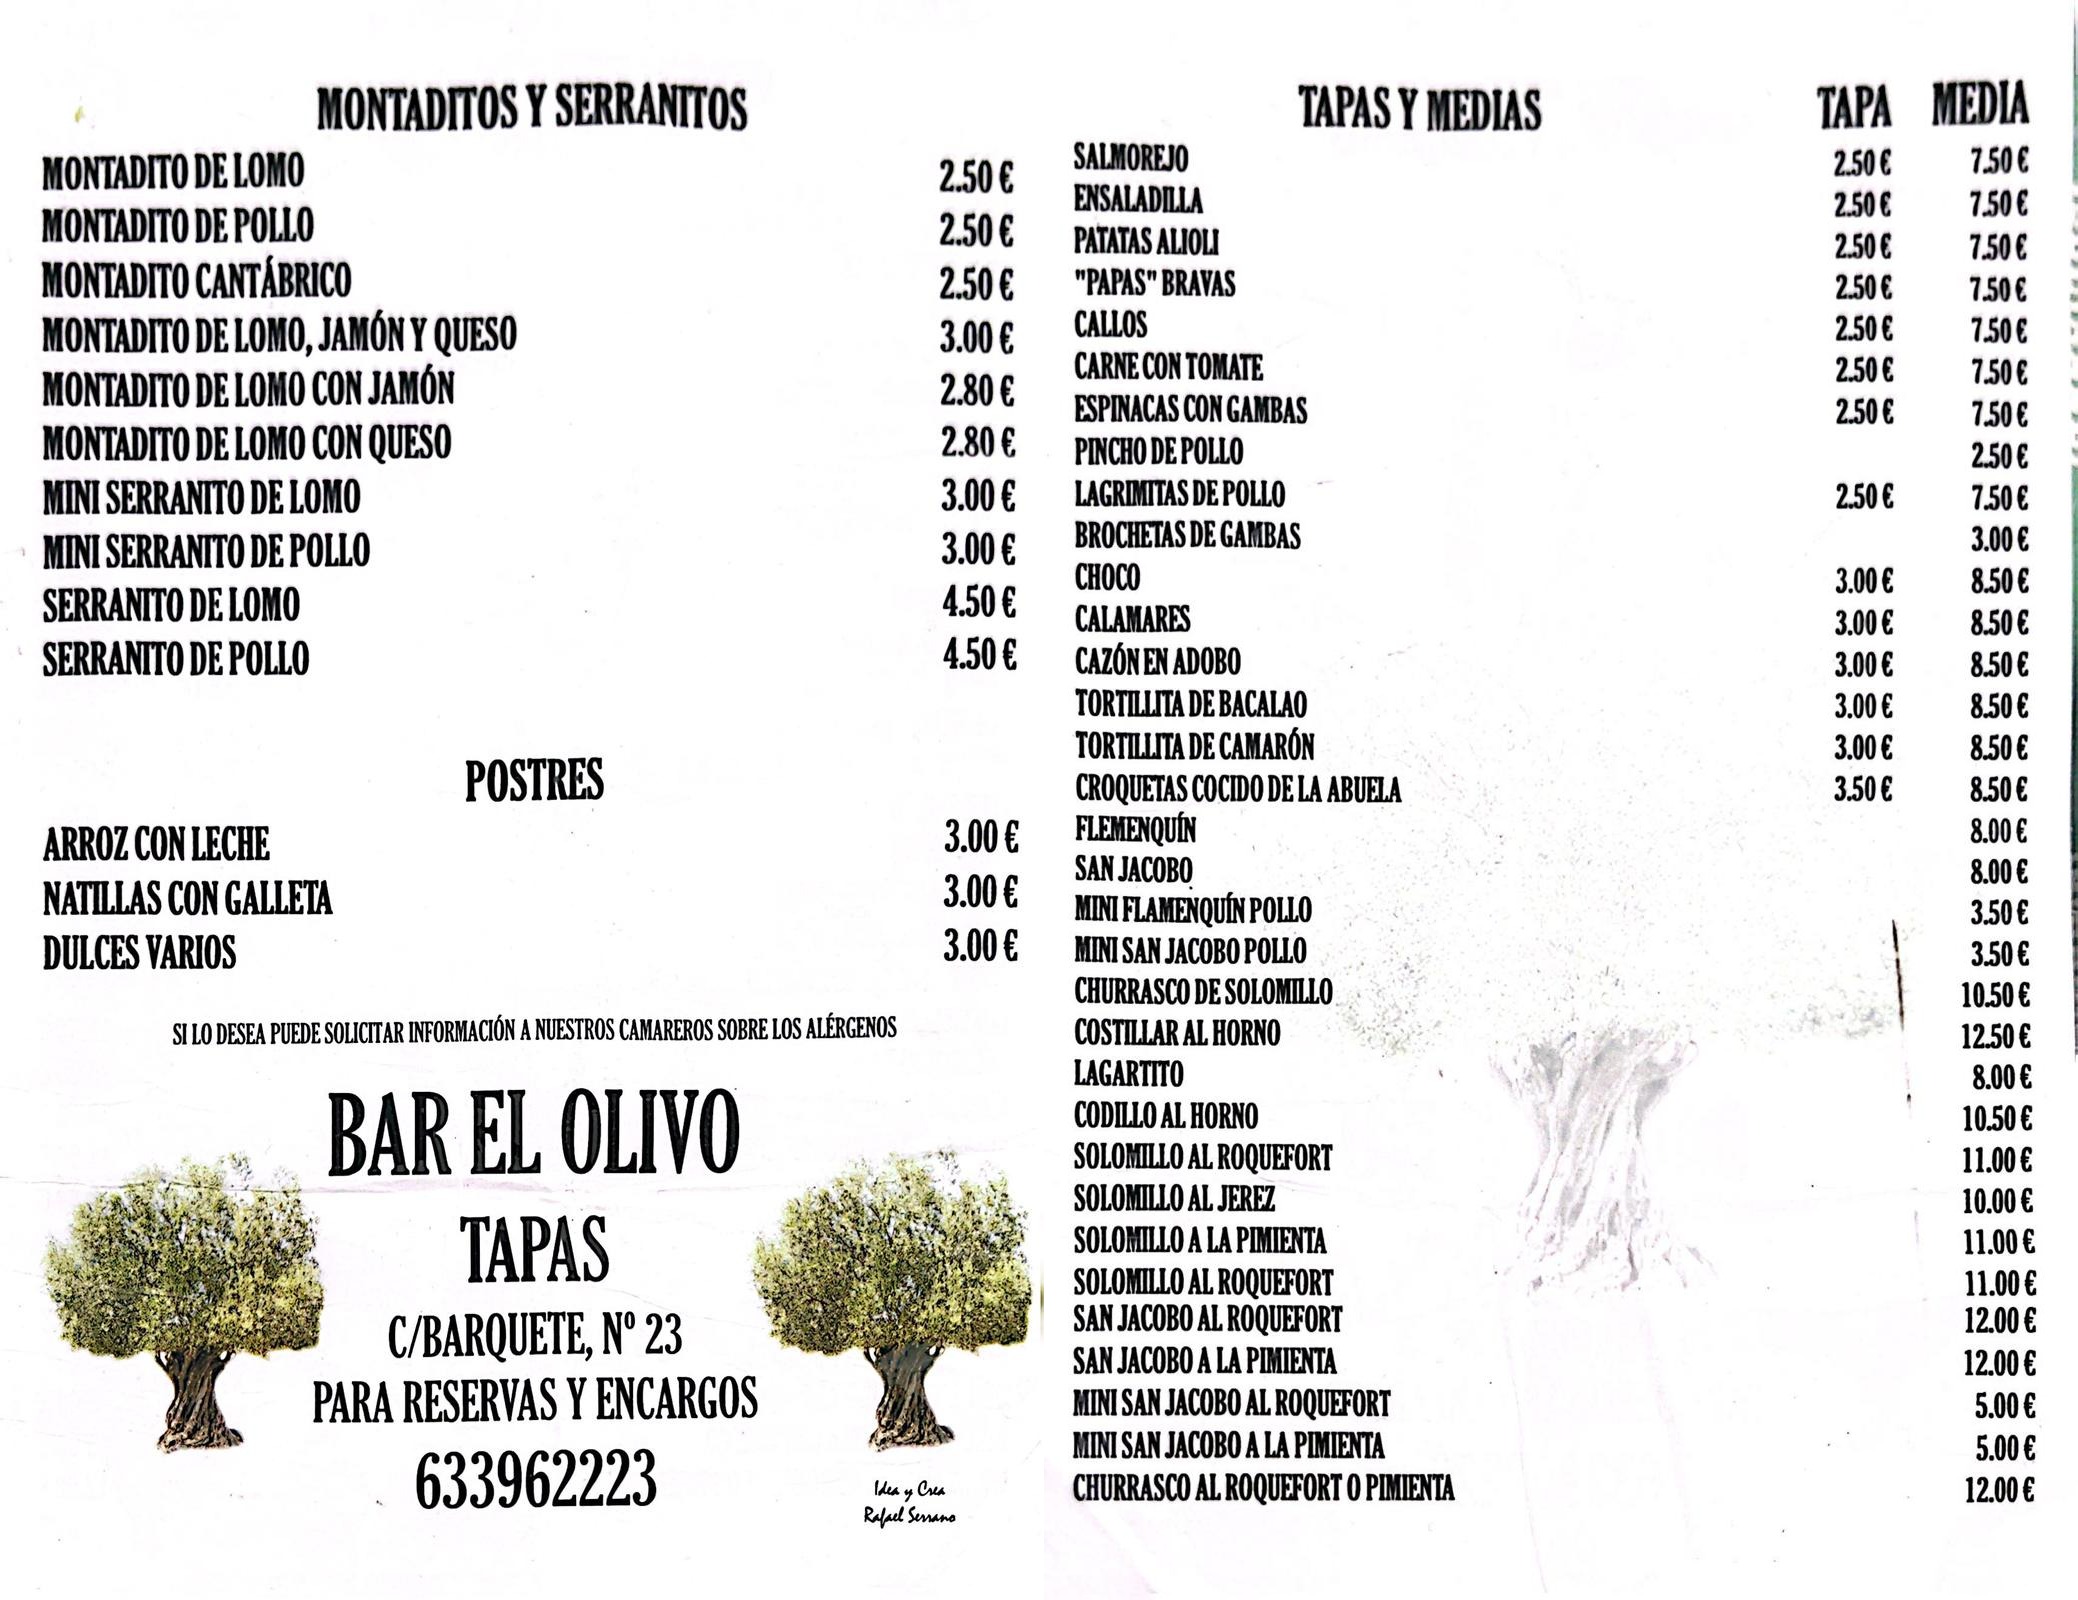 MONTADITOS Y SERRANITOS
MONTADITO DE LOMO 2.50 €
MONTADITO DE POLLO 2.50 €
MONTADITO CANTÁBRICO 2.50 €
MONTADITO DE LOMO, JAMÓN Y QUESO 3.00 €
MONTADITO DE LOMO CON JAMÓN 2.80 €
MONTADITO DE LOMO CON QUESO 2.80 €
MINI SERRANITO DE LOMO 3.00 €
MINI SERRANITO DE POLLO 3.00 €
SERRANITO DE LOMO 4.50 €
SERRANITO DE POLLO 4.50 €
POSTRES
ARROZ CON LECHE 3.00 €
NATILLAS CON GALLETA 3.00 €
DULCES VARIOS 3.00 €
SI LO DESEA PUEDE SOLICITAR INFORMACIÓN A NUESTROS CAMAREROS SOBRE LOS ALÉRGENOS
BAR EL OLIVO
TAPAS
C/BARQUETE, Nº 23
PARA RESERVAS Y ENCARGOS
633962223
Idea y Crea
Rafael Serrano
TAPAS Y MEDIAS TAPA MEDIA
SALMOREJO 2.50 € 7.50 €
ENSALADILLA 2.50 € 7.50 €
PATATAS ALIOLI 2.50 € 7.50 €
"PAPAS" BRAVAS 2.50 € 7.50 €
CALLOS 2.50 € 7.50 €
CARNE CON TOMATE 2.50 € 7.50 €
ESPINACAS CON GAMBAS 2.50 € 7.50 €
PINCHO DE POLLO 2.50 €
LAGRIMITAS DE POLLO 2.50 € 7.50 €
BROCHETAS DE GAMBAS 3.00 €
CHOCO 3.00 € 8.50 €
CALAMARES 3.00 € 8.50 €
CAZÓN EN ADOBO 3.00 € 8.50 €
TORTILLITA DE BACALAO 3.00 € 8.50 €
TORTILLITA DE CAMARÓN 3.00 € 8.50 €
CROQUETAS COCIDO DE LA ABUELA 3.50 € 8.50 €
FLEMENQUÍN 8.00 €
SAN JACOBO 8.00 €
MINI FLAMENQUÍN POLLO 3.50 €
MINI SAN JACOBO POLLO 3.50 €
CHURRASCO DE SOLOMILLO 10.50 €
COSTILLAR AL HORNO 12.50 €
LAGARTITO 8.00 €
CODILLO AL HORNO 10.50 €
SOLOMILLO AL ROQUEFORT 11.00 €
SOLOMILLO AL JEREZ 10.00 €
SOLOMILLO A LA PIMIENTA 11.00 €
SOLOMILLO AL ROQUEFORT 11.00 €
SAN JACOBO AL ROQUEFORT 12.00 €
SAN JACOBO A LA PIMIENTA 12.00 €
MINI SAN JACOBO AL ROQUEFORT 5.00 €
MINI SAN JACOBO A LA PIMIENTA 5.00 €
CHURRASCO AL ROQUEFORT O PIMIENTA 12.00 €